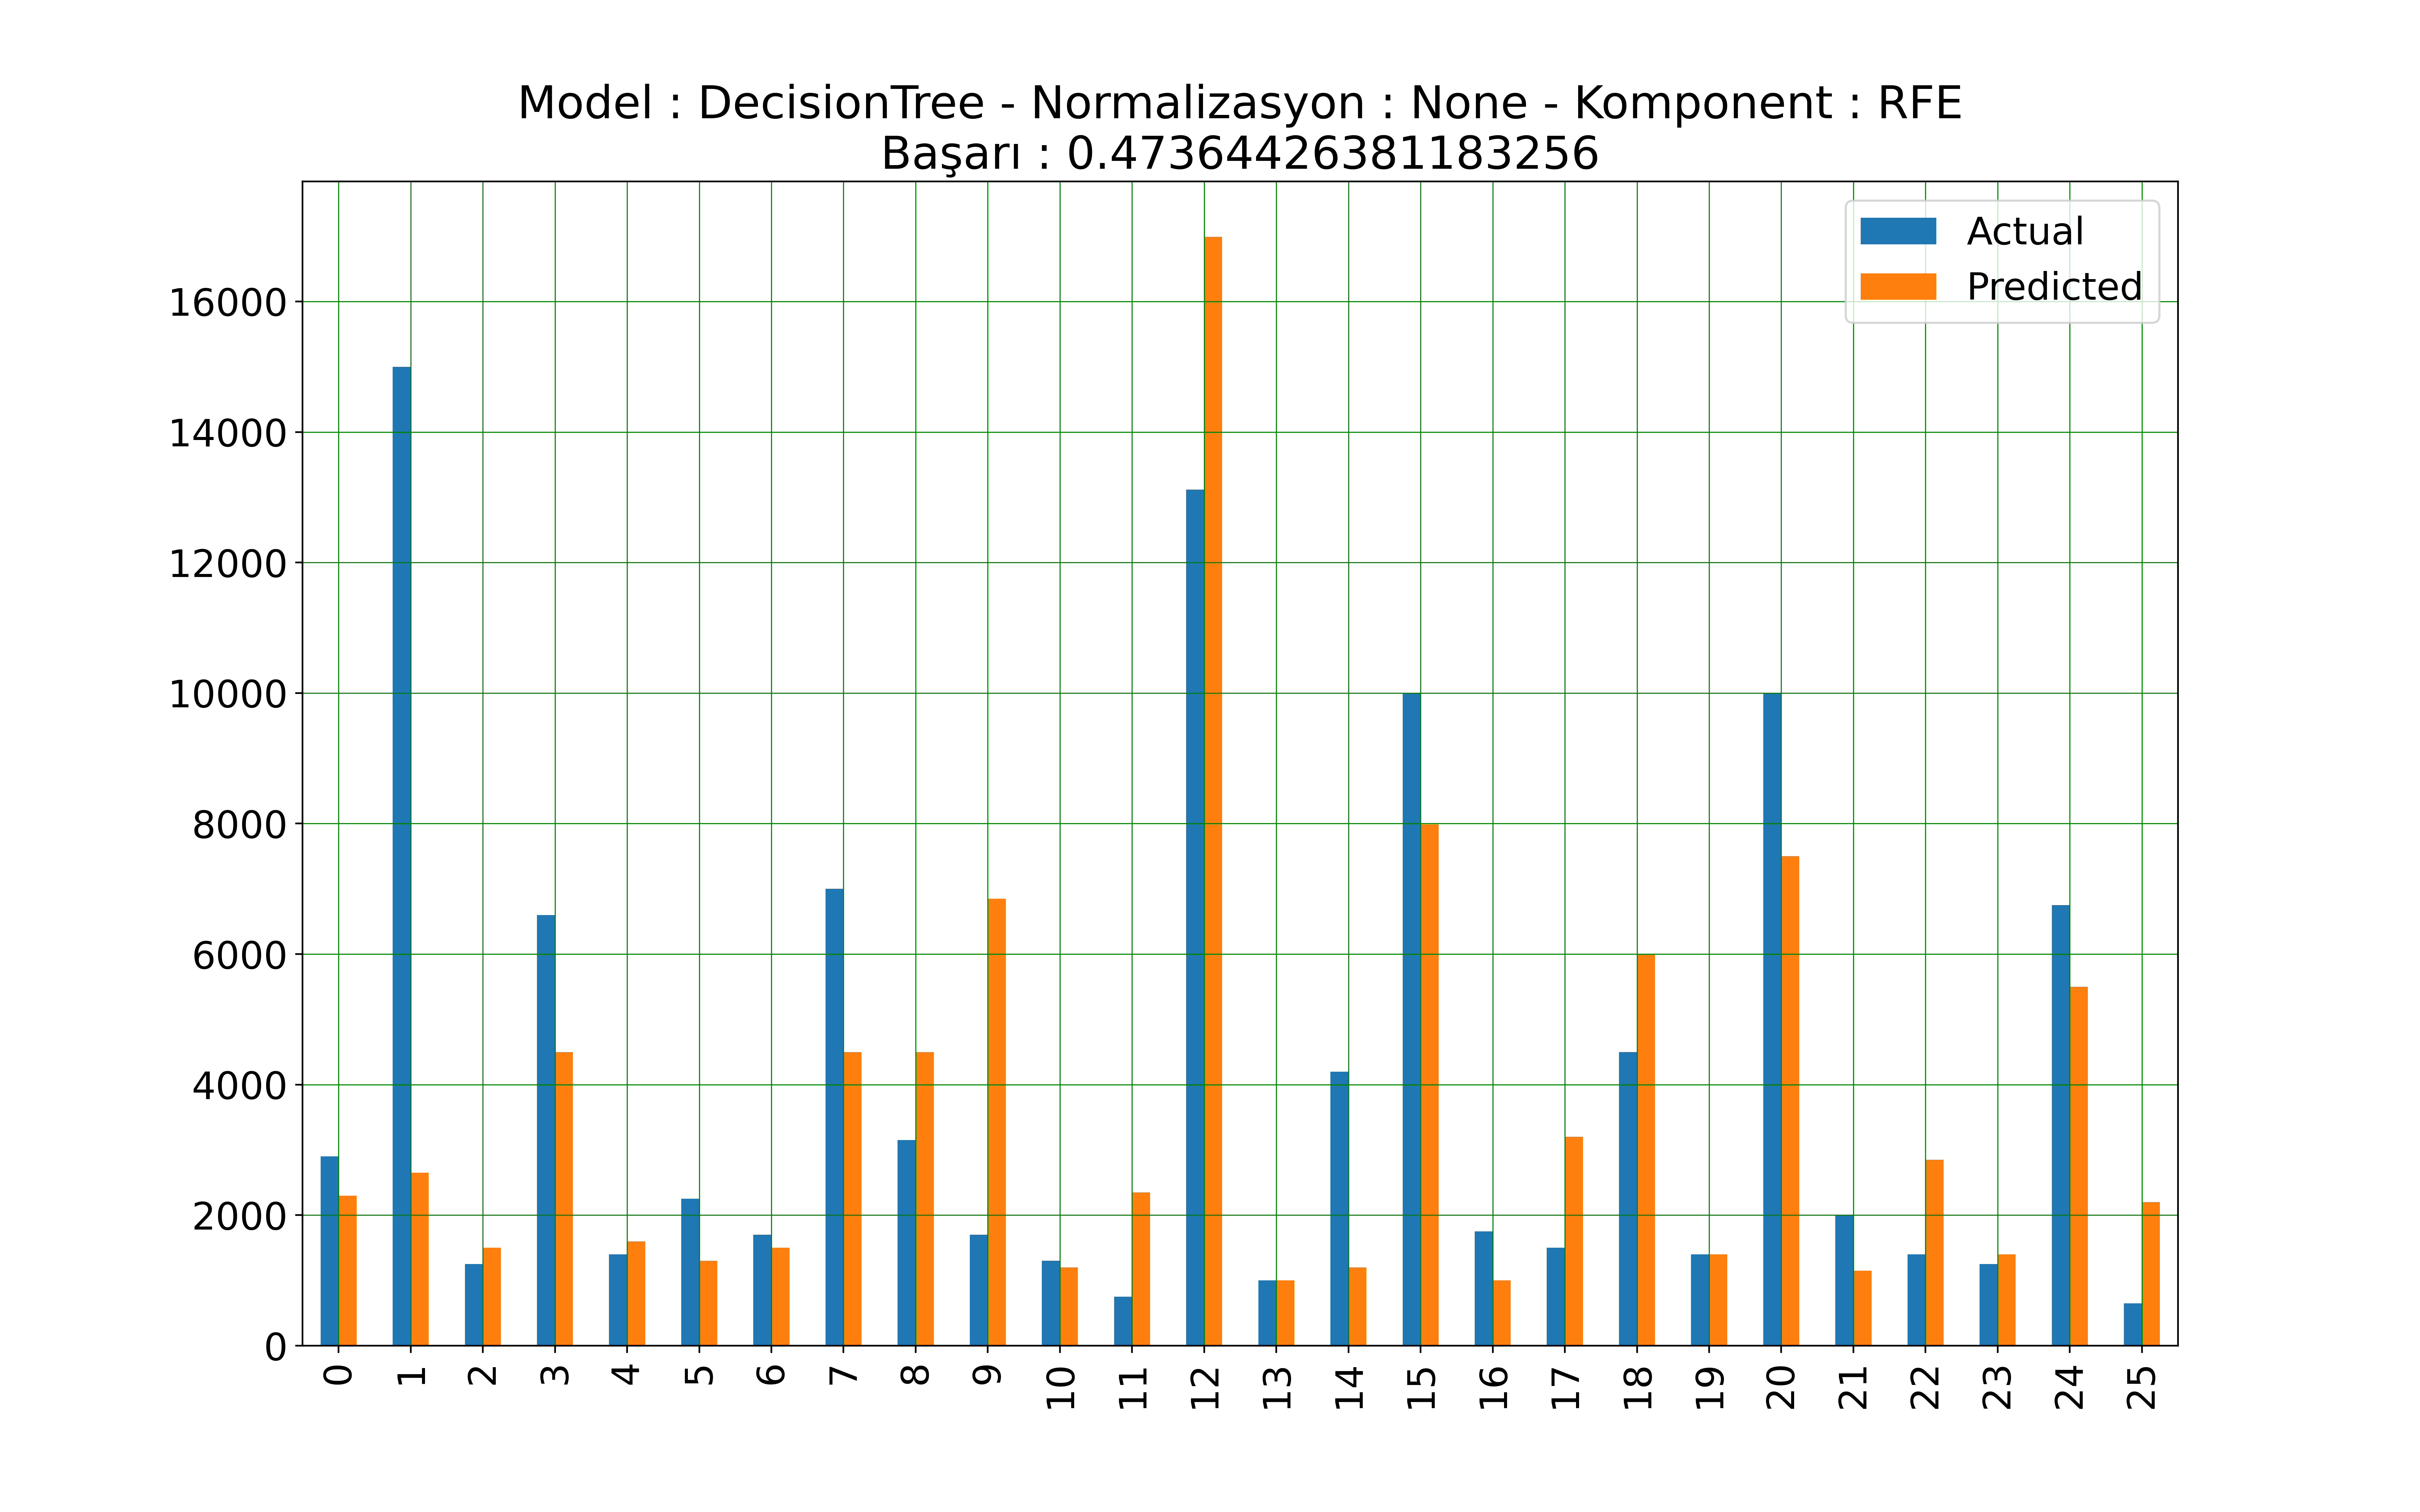 Model : DecisionTree - Normalizasyon : None - Komponent : RFE
Başarı : 0.47364426381183256
Actual
Predicted
16000
14000
12000
10000
8000
6000
4000
2000
0
0 1 2 3 4 5 6 7 8 9 10 11 12 13 14 15 16 17 18 19 20 21 22 23 24 25